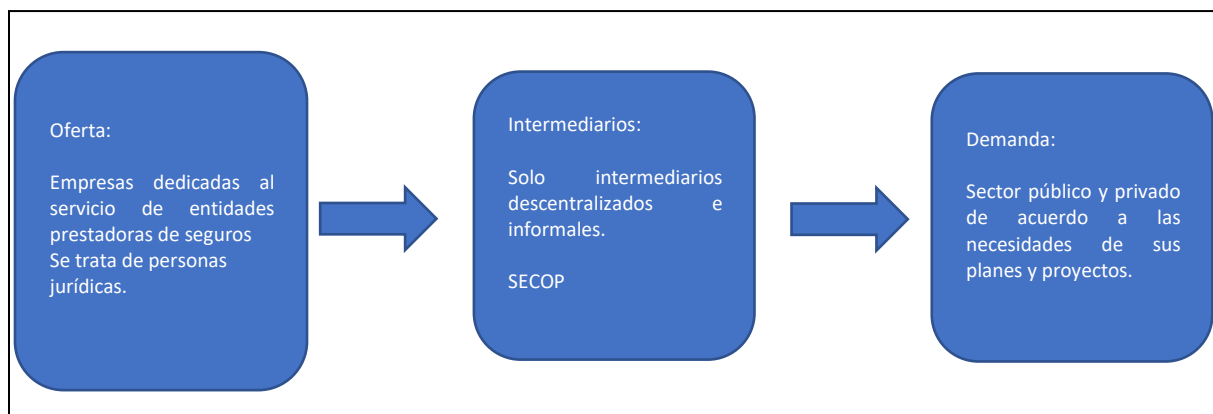 Oferta:
Empresas dedicadas al
servicio de entidades
prestadoras de seguros
Se trata de personas
jurídicas.
Intermediarios:
Solo intermediarios
descentralizados e
informales.
SECOP
Demanda:
Sector público y privado
de acuerdo a las
necesidades de sus
planes y proyectos.